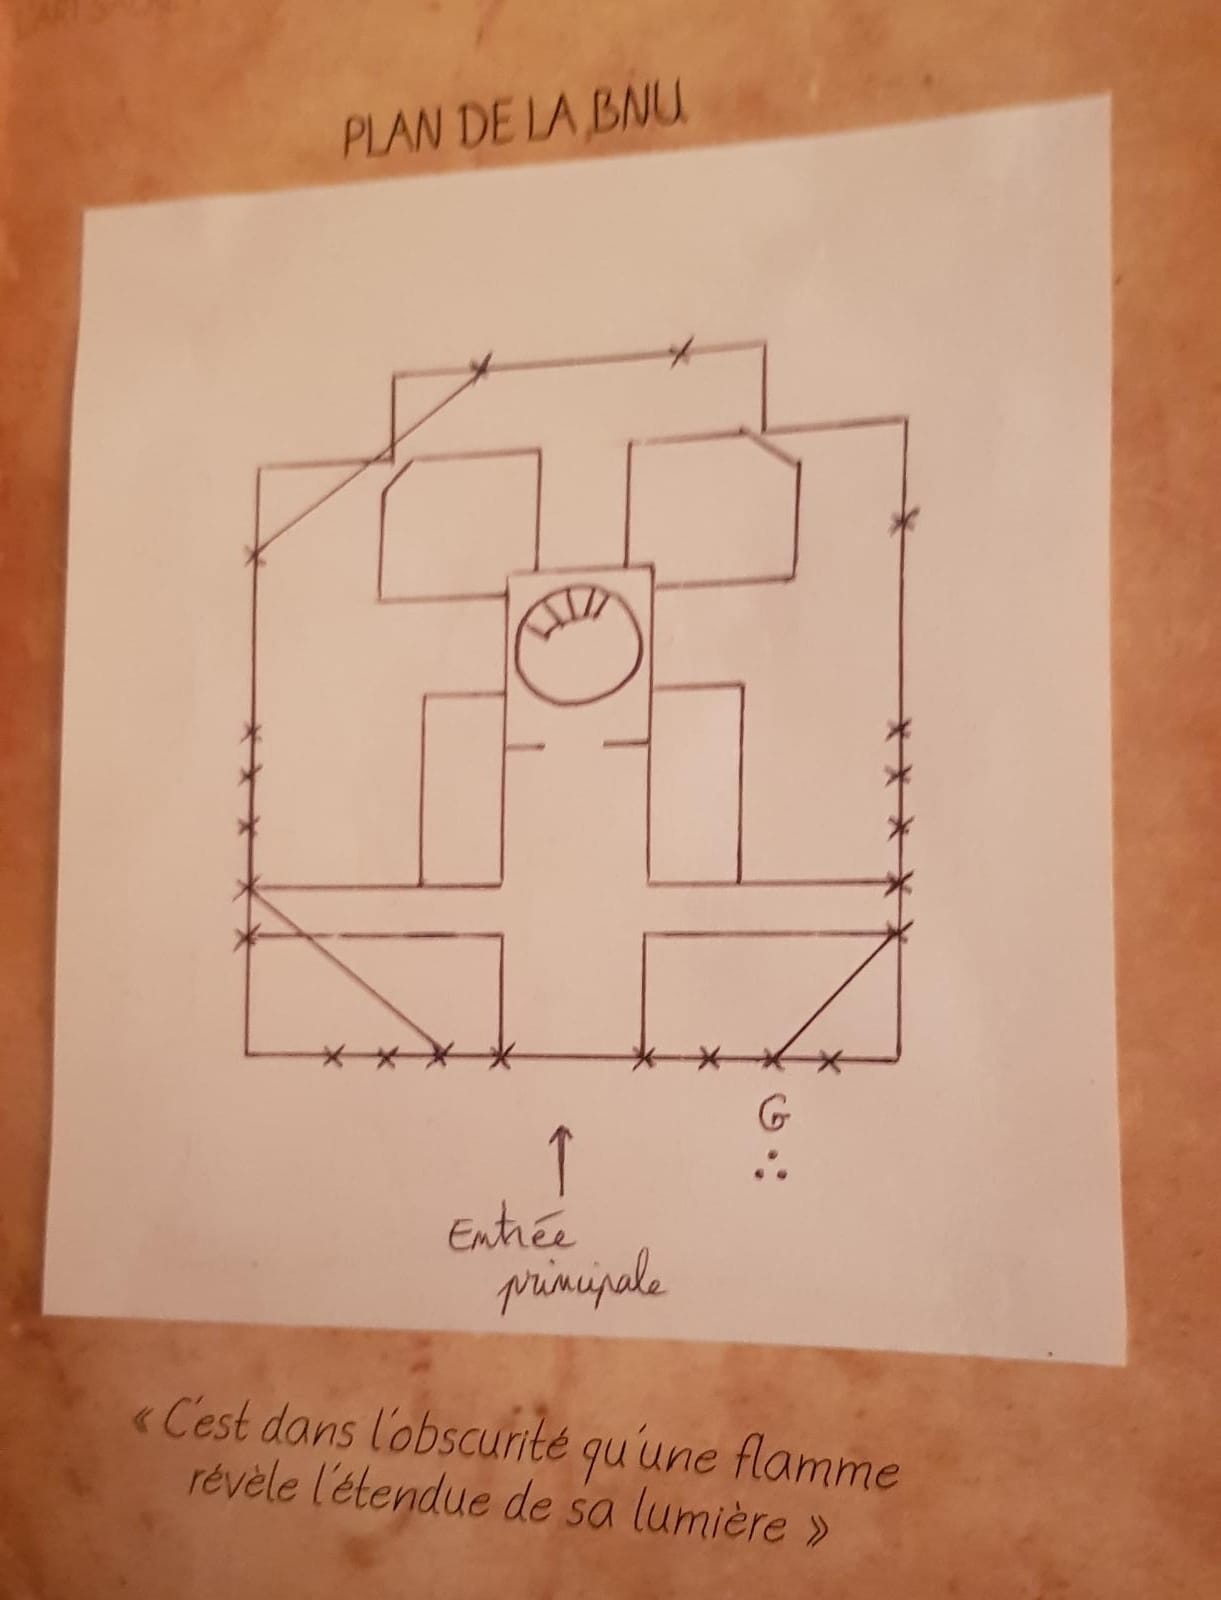 PLAN DE LA BNU
G
∴
Entrée
principale
« C'est dans l'obscurité qu'une flamme
révèle l'étendue de sa lumière »